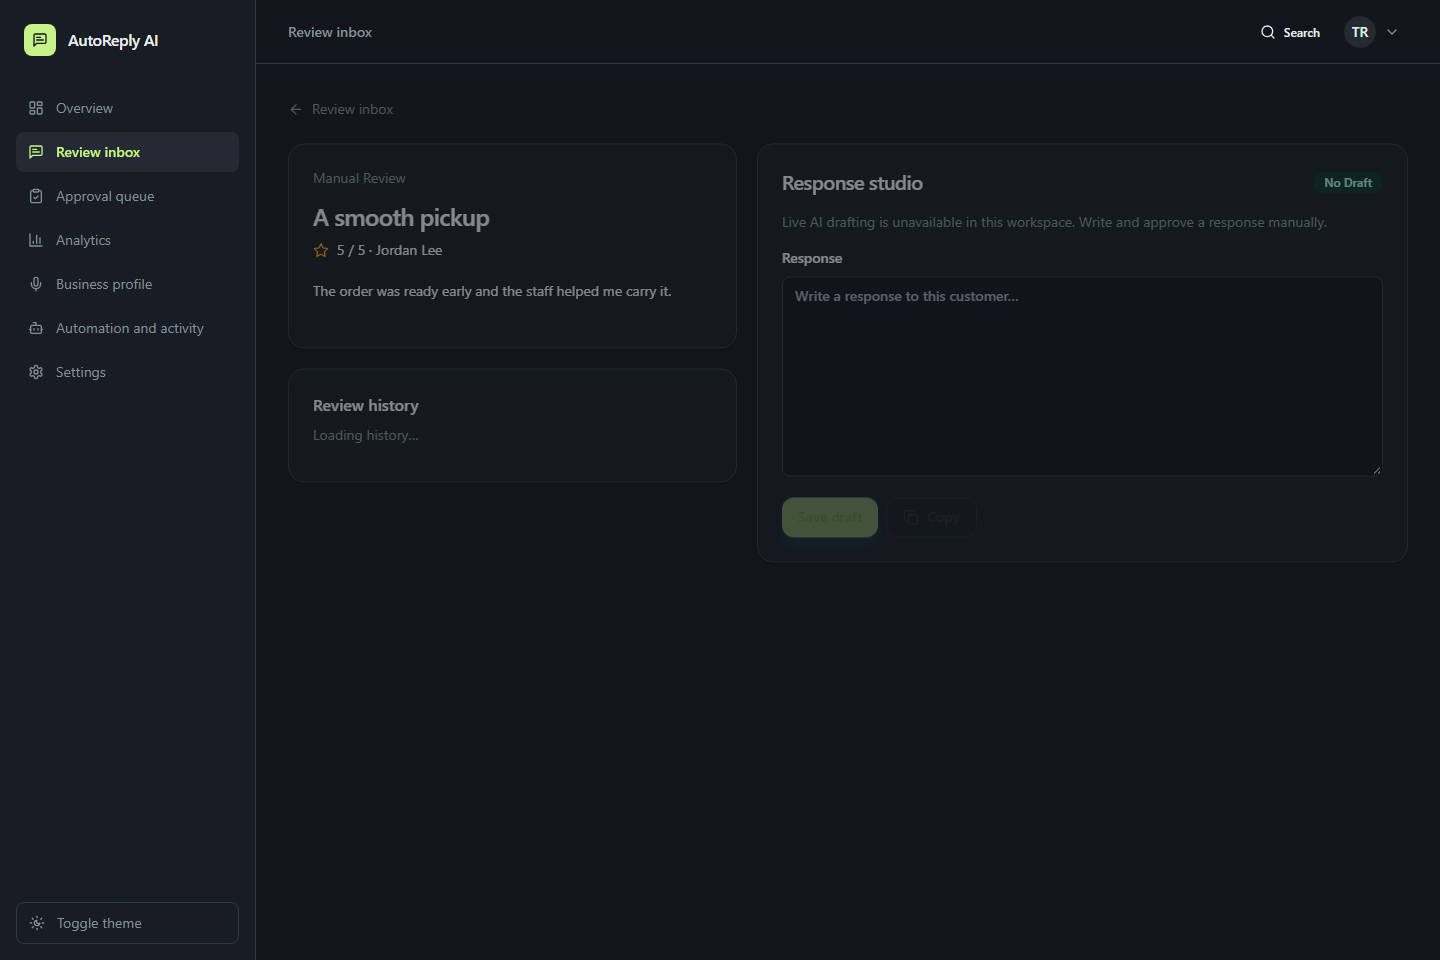 AutoReply AI
Overview
Review inbox
Approval queue
Analytics
Business profile
Automation and activity
Settings
Toggle theme
Review inbox
Search
TR
Review inbox
Manual Review
A smooth pickup
5 / 5 · Jordan Lee
The order was ready early and the staff helped me carry it.
Review history
Loading history...
Response studio
No Draft
Live AI drafting is unavailable in this workspace. Write and approve a response manually.
Response
Write a response to this customer...
Save draft
Copy